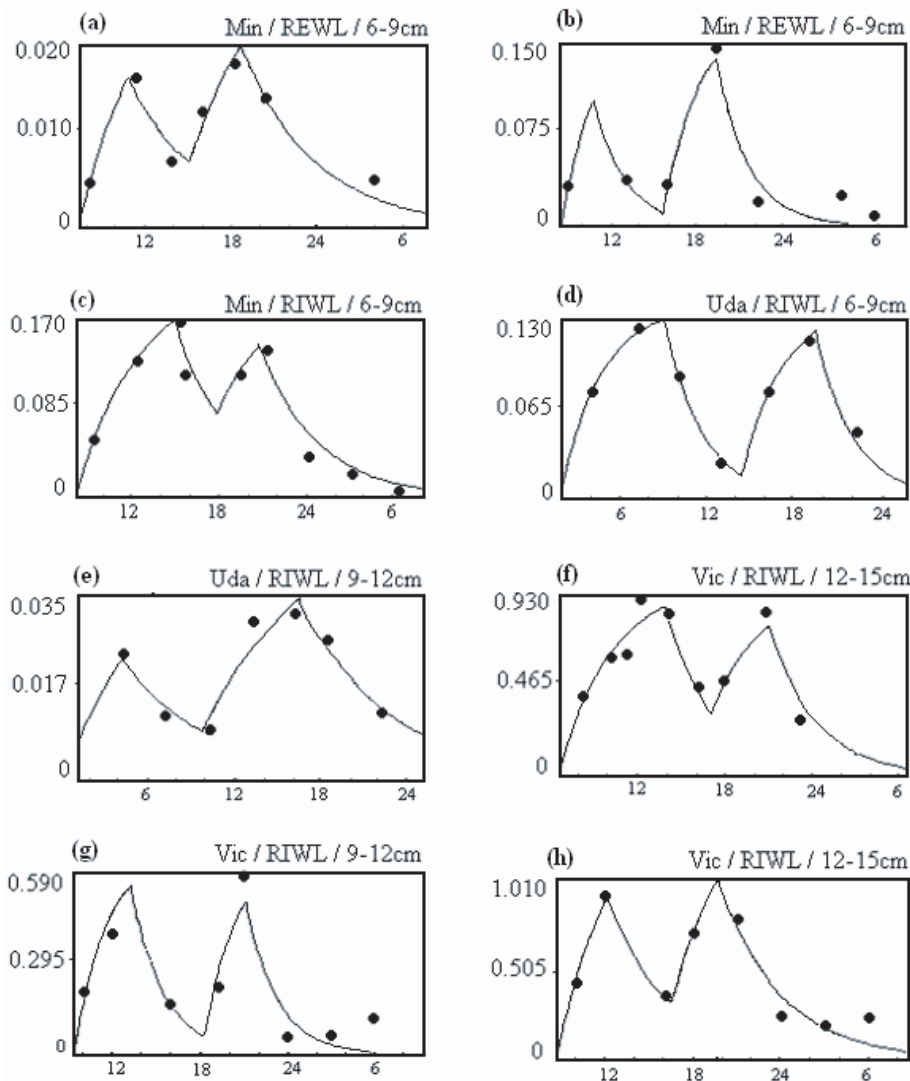 (a) Min / REWL / 6-9cm
0.020
0.010
0
12 18 24 6
(b) Min / REWL / 6-9cm
0.150
0.075
0
12 18 24 6
(c) Min / RIWL / 6-9cm
0.170
0.085
0
12 18 24 6
(d) Uda / RIWL / 6-9cm
0.130
0.065
0
6 12 18 24
(e) Uda / RIWL / 9-12cm
0.035
0.017
0
6 12 18 24
(f) Vic / RIWL / 12-15cm
0.930
0.465
0
12 18 24 6
(g) Vic / RIWL / 9-12cm
0.590
0.295
0
12 18 24 6
(h) Vic / RIWL / 12-15cm
1.010
0.505
0
12 18 24 6